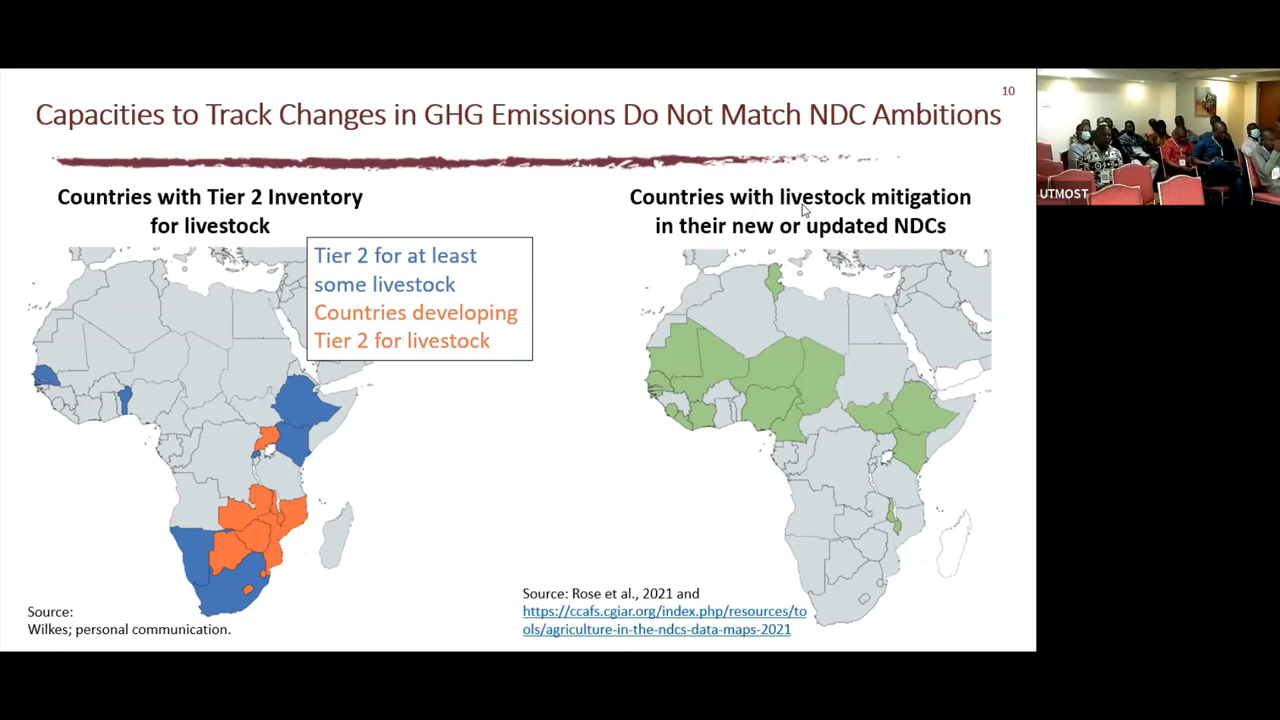 10
Capacities to Track Changes in GHG Emissions Do Not Match NDC Ambitions
Countries with Tier 2 Inventory
for livestock
Tier 2 for at least
some livestock
Countries developing
Tier 2 for livestock
Source:
Wilkes; personal communication.
Countries with livestock mitigation
in their new or updated NDCs
Source: Rose et al., 2021 and
https://ccafs.cgiar.org/index.php/resources/to
ols/agriculture-in-the-ndcs-data-maps-2021
UTMOST